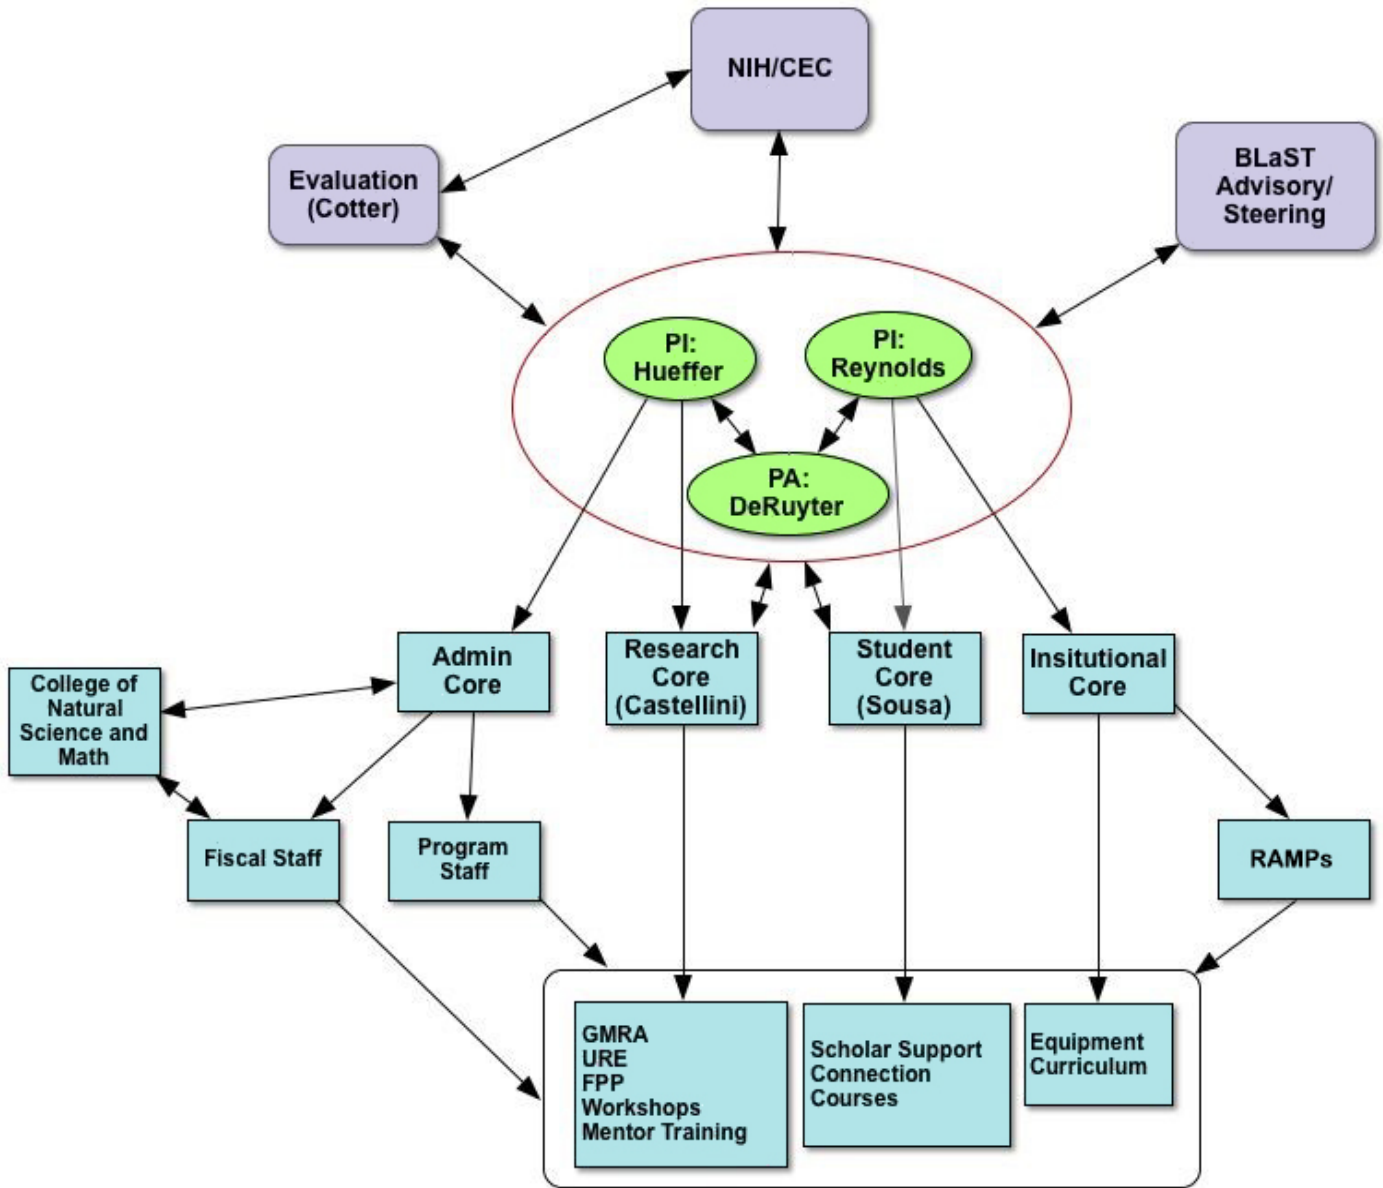 NIH/CEC
Evaluation
(Cotter)
BLaST
Advisory/
Steering
PI:
Hueffer
PI:
Reynolds
PA:
DeRuyter
Admin
Core
Research
Core
(Castellini)
Student
Core
(Sousa)
Insitutional
Core
College of
Natural
Science and
Math
Fiscal Staff
Program
Staff
RAMPs
GMRA
URE
FPP
Workshops
Mentor Training
Scholar Support
Connection
Courses
Equipment
Curriculum